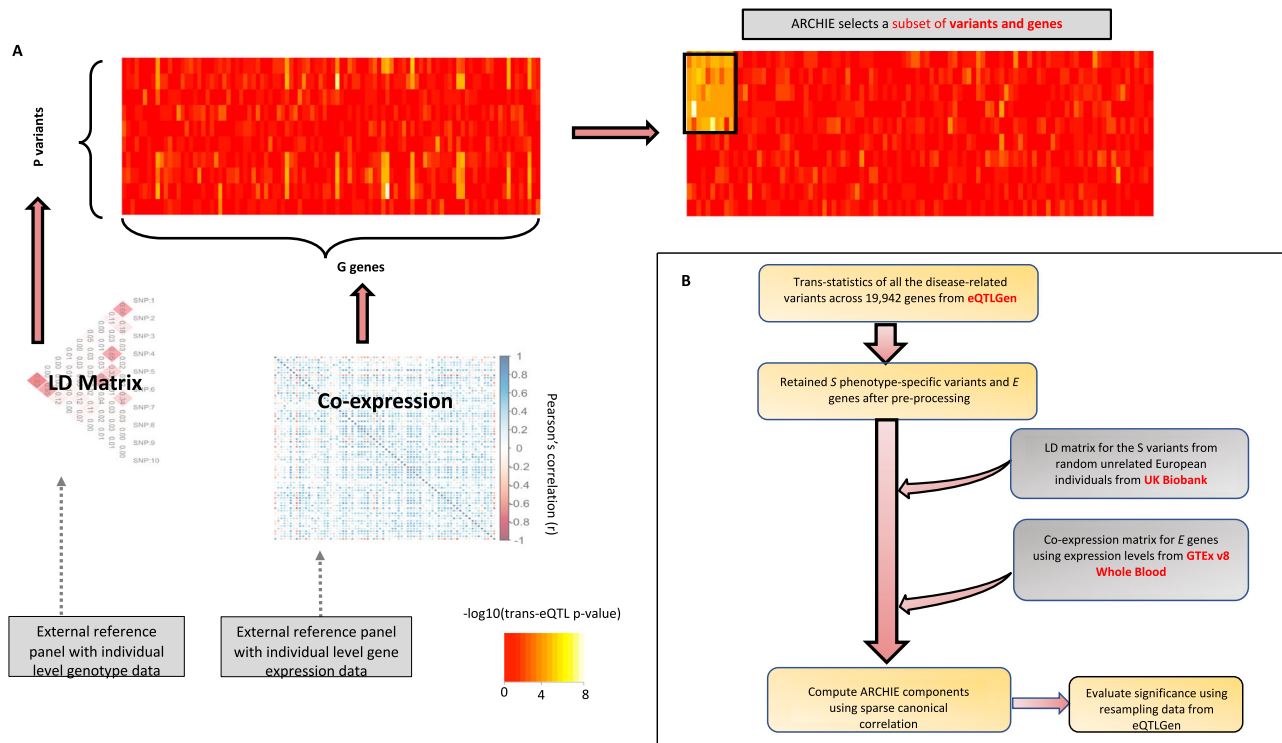 ARCHIE selects a subset of variants and genes
A
P variants
G genes
SNP:1
SNP:2
SNP:3
SNP:4
SNP:5
SNP:6
SNP:7
SNP:8
SNP:9
SNP:10
LD Matrix
Co-expression
1
0.8
0.6
0.4
0.2
0
-0.2
-0.4
-0.6
-0.8
-1
Pearson's correlation (r)
External reference
panel with individual
level genotype data
External reference panel
with individual level gene
expression data
-log10(trans-eQTL p-value)
0 4 8
B
Trans-statistics of all the disease-related
variants across 19,942 genes from eQTLGen
Retained S phenotype-specific variants and E
genes after pre-processing
LD matrix for the S variants from
random unrelated European
individuals from UK Biobank
Co-expression matrix for E genes
using expression levels from GTEx v8
Whole Blood
Compute ARCHIE components
using sparse canonical
correlation
Evaluate significance using
resampling data from
eQTLGen